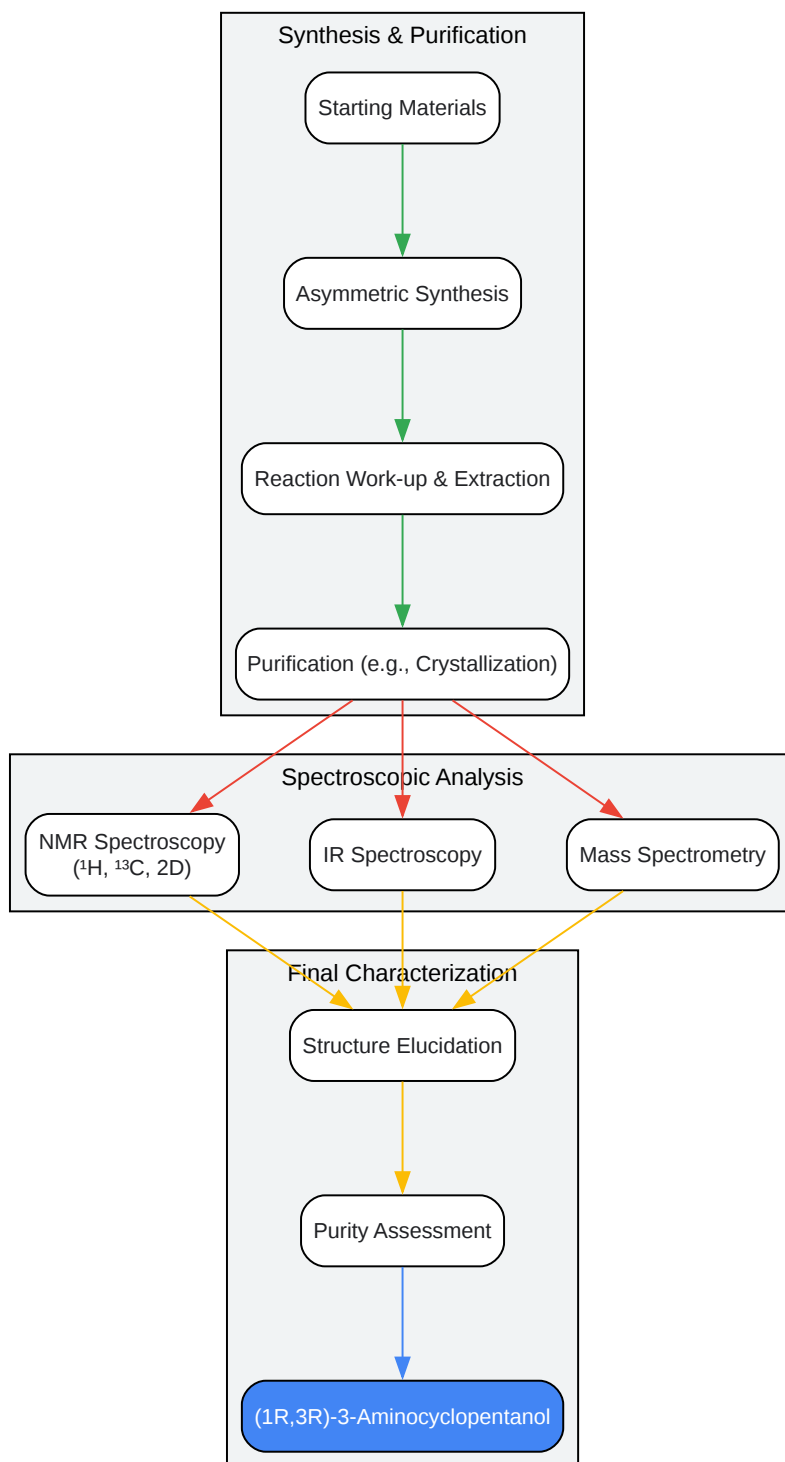 Synthesis & Purification
Starting Materials
Asymmetric Synthesis
Reaction Work-up & Extraction
Purification (e.g., Crystallization)
Spectroscopic Analysis
NMR Spectroscopy
(¹H, ¹³C, 2D)
IR Spectroscopy
Mass Spectrometry
Final Characterization
Structure Elucidation
Purity Assessment
(1R,3R)-3-Aminocyclopentanol